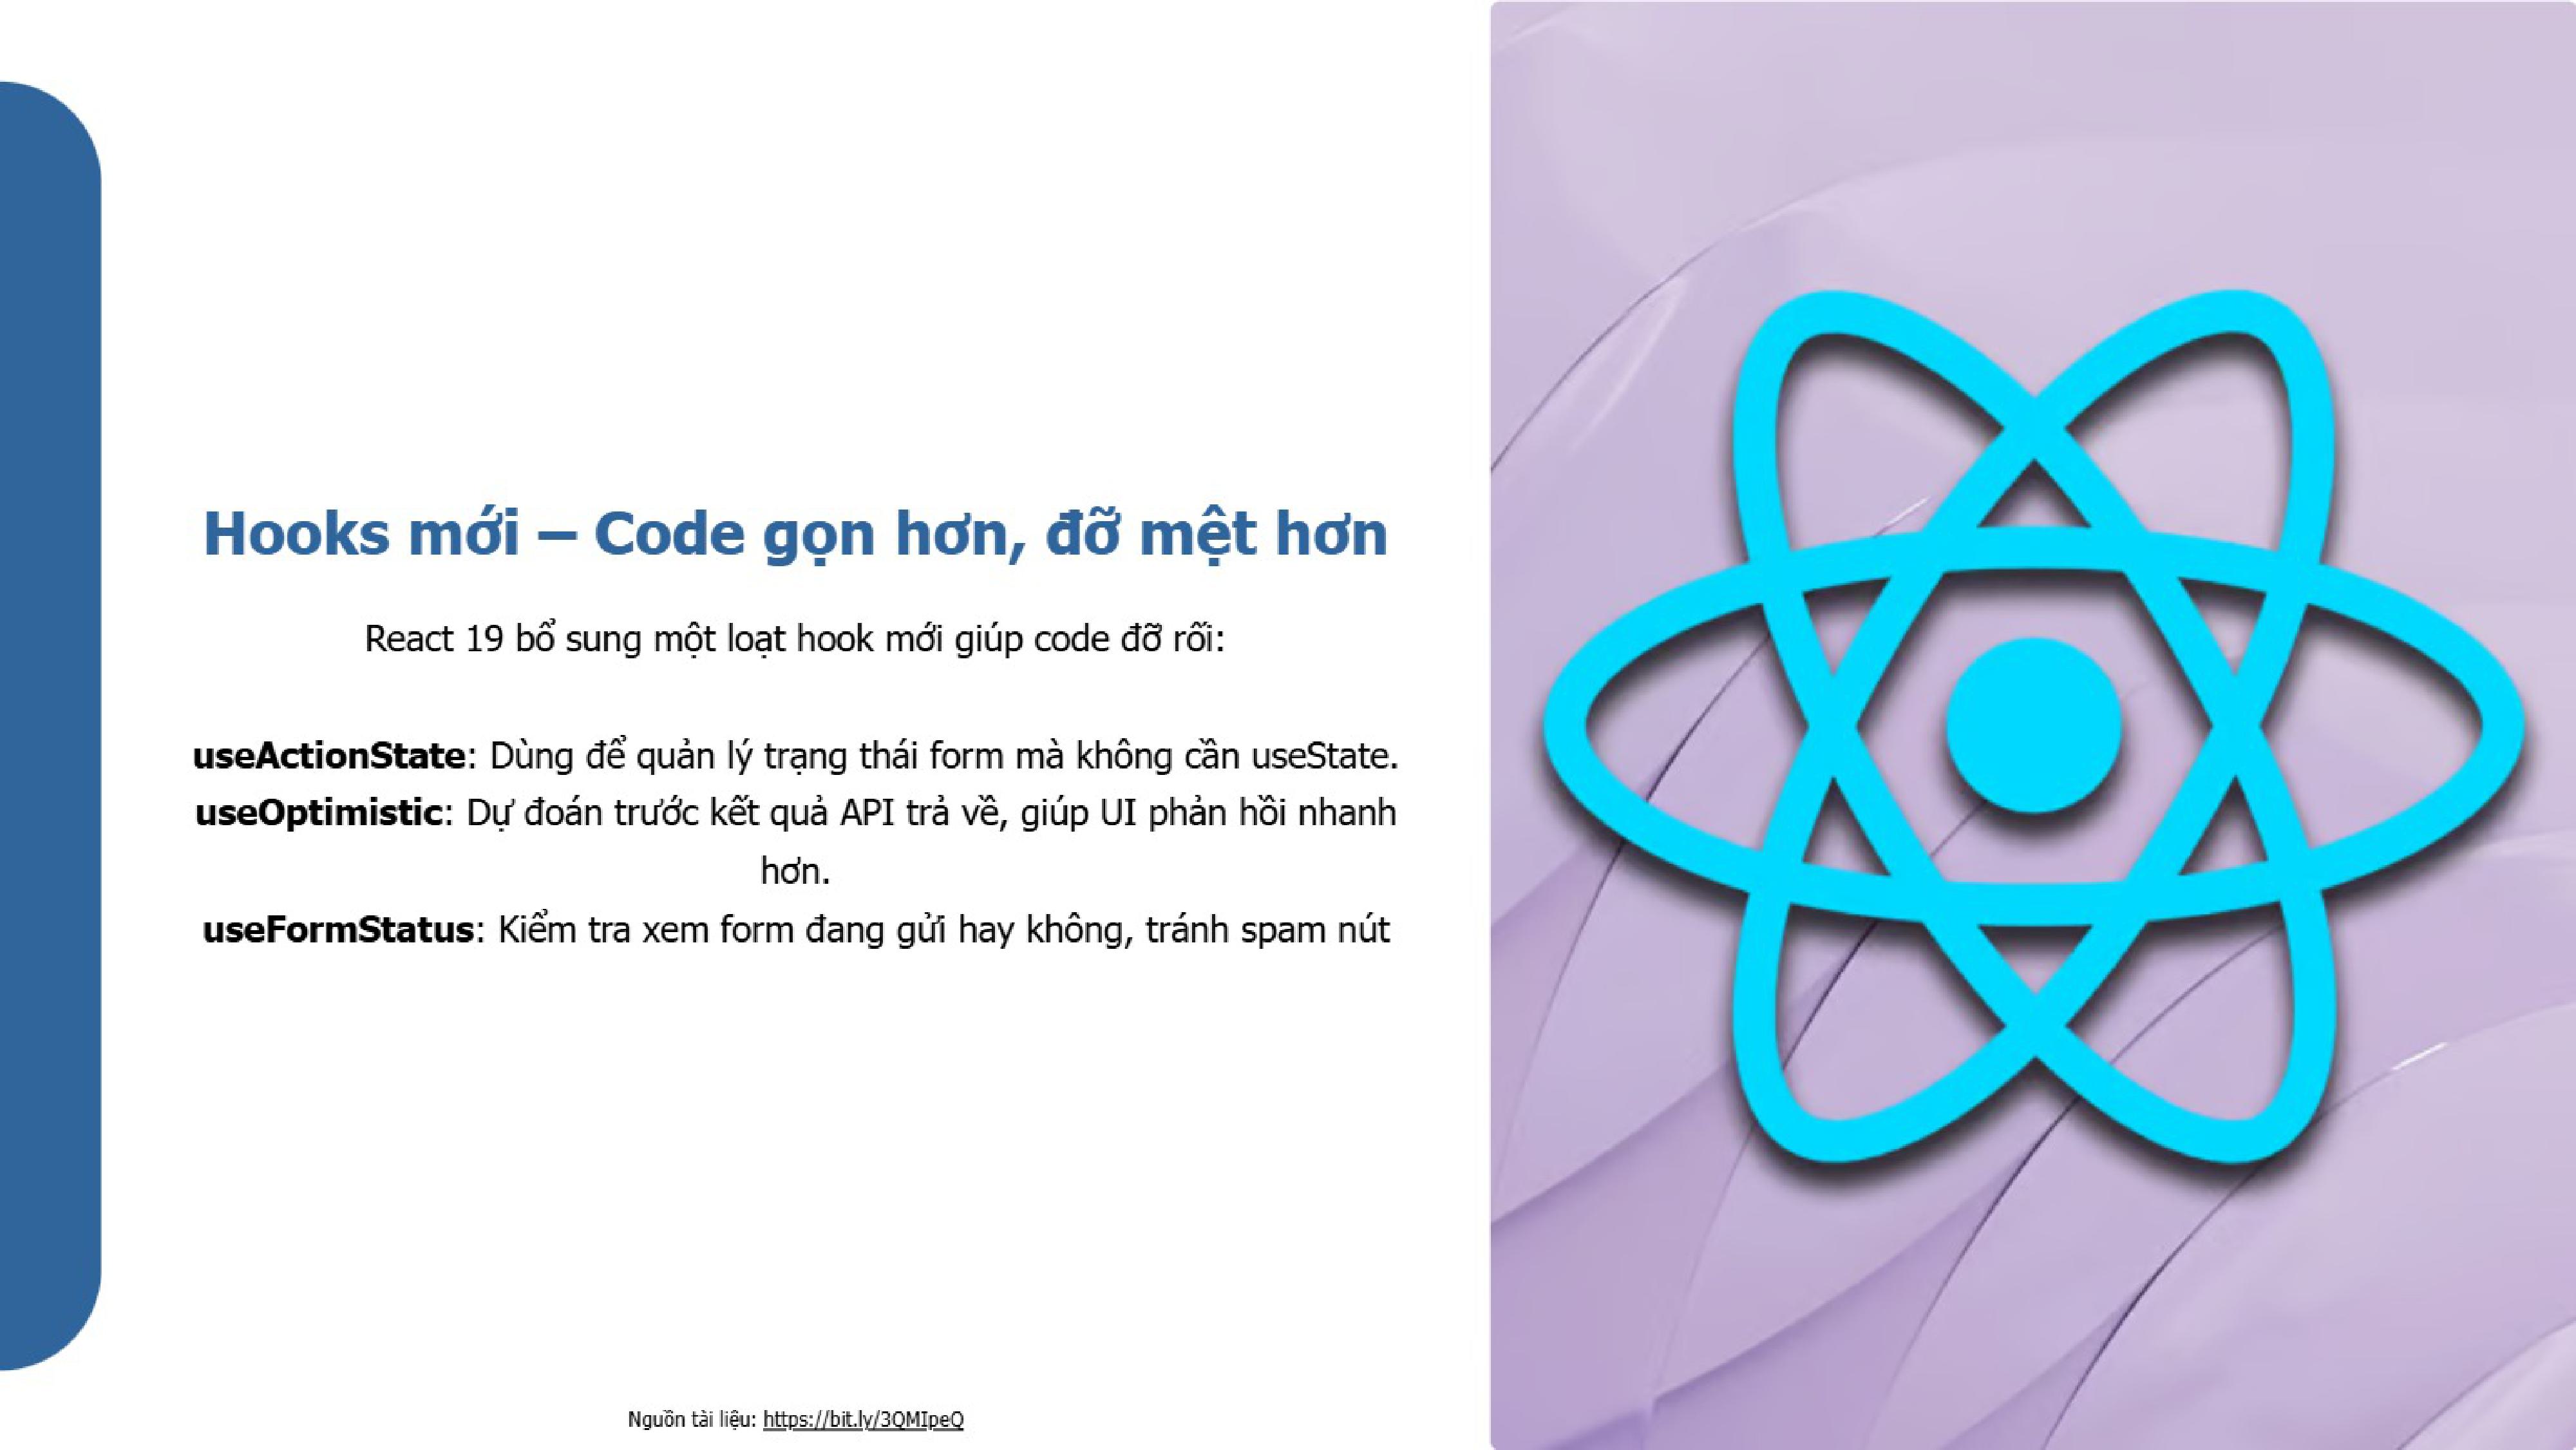 Hooks mới – Code gọn hơn, đỡ mệt hơn
React 19 bổ sung một loạt hook mới giúp code đỡ rối:
useActionState: Dùng để quản lý trạng thái form mà không cần useState.
useOptimistic: Dự đoán trước kết quả API trả về, giúp UI phản hồi nhanh
hơn.
useFormStatus: Kiểm tra xem form đang gửi hay không, tránh spam nút
Nguồn tài liệu: https://bit.ly/3QMIpeQ